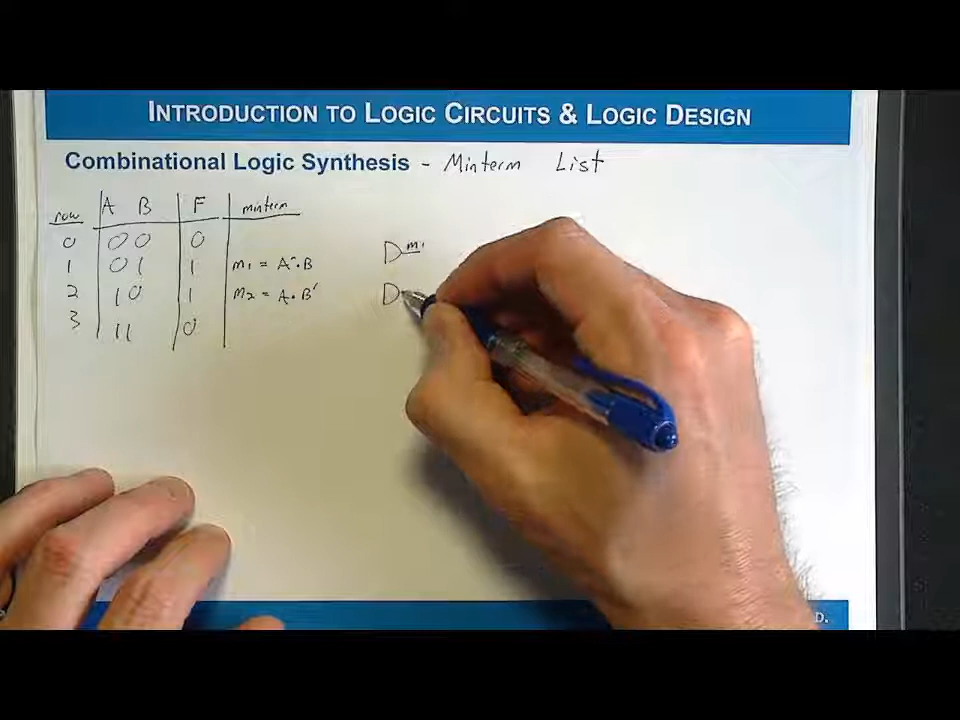 INTRODUCTION TO LOGIC CIRCUITS & LOGIC DESIGN
Combinational Logic Synthesis - Minterm List
row A B F minterm
0 0 0 0
1 0 1 1 m1 = A'·B
2 1 0 1 m2 = A·B'
3 1 1 0
m1
D.